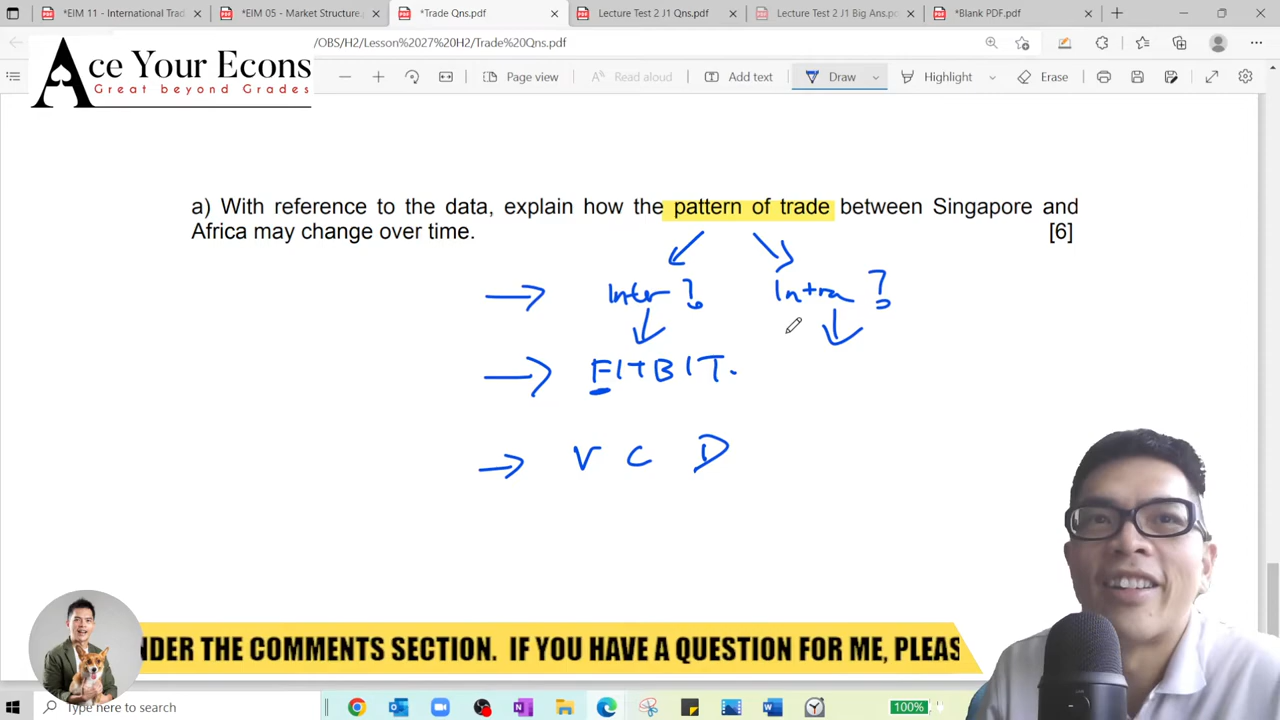 *EIM 11 - International Trad
*EIM 05 - Market Structure.p
*Trade Qns.pdf
Lecture Test 2 J1 Qns.pdf
Lecture Test 2 J1 Big Ans.pd
*Blank PDF.pdf
/OBS/H2/Lesson%2027%20H2/Trade%20Qns.pdf
Ace Your Econs
Great beyond Grades
Page view
Read aloud
Add text
Draw
Highlight
Erase
a) With reference to the data, explain how the pattern of trade between Singapore and
Africa may change over time. [6]
Inter ? Intra ?
FITBIT.
V C D
NDER THE COMMENTS SECTION. IF YOU HAVE A QUESTION FOR ME, PLEAS
Type here to search
100%